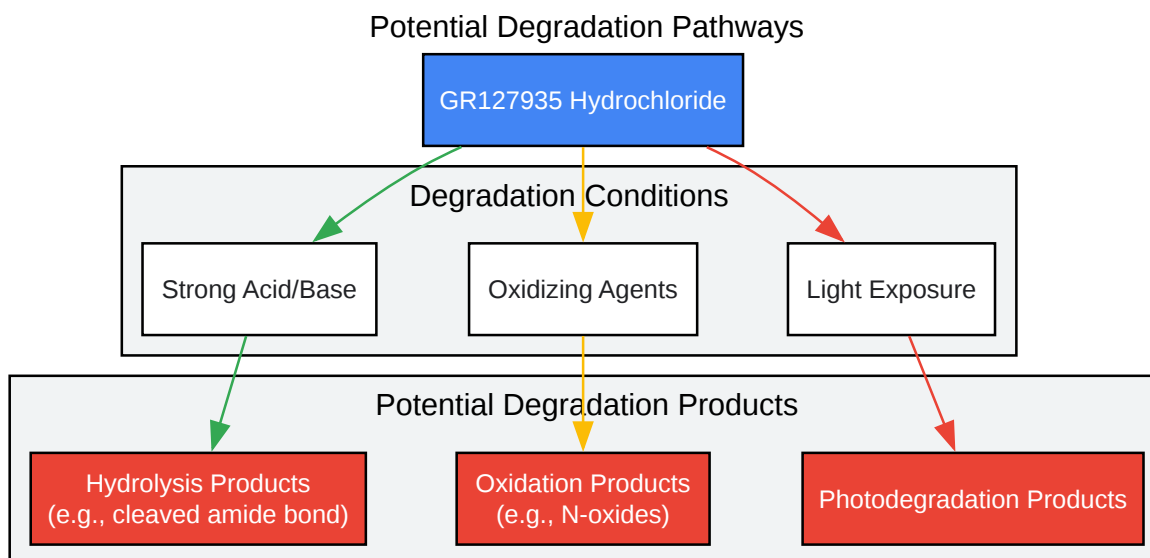 Potential Degradation Pathways
GR127935 Hydrochloride
Degradation Conditions
Strong Acid/Base
Oxidizing Agents
Light Exposure
Potential Degradation Products
Hydrolysis Products
(e.g., cleaved amide bond)
Oxidation Products
(e.g., N-oxides)
Photodegradation Products